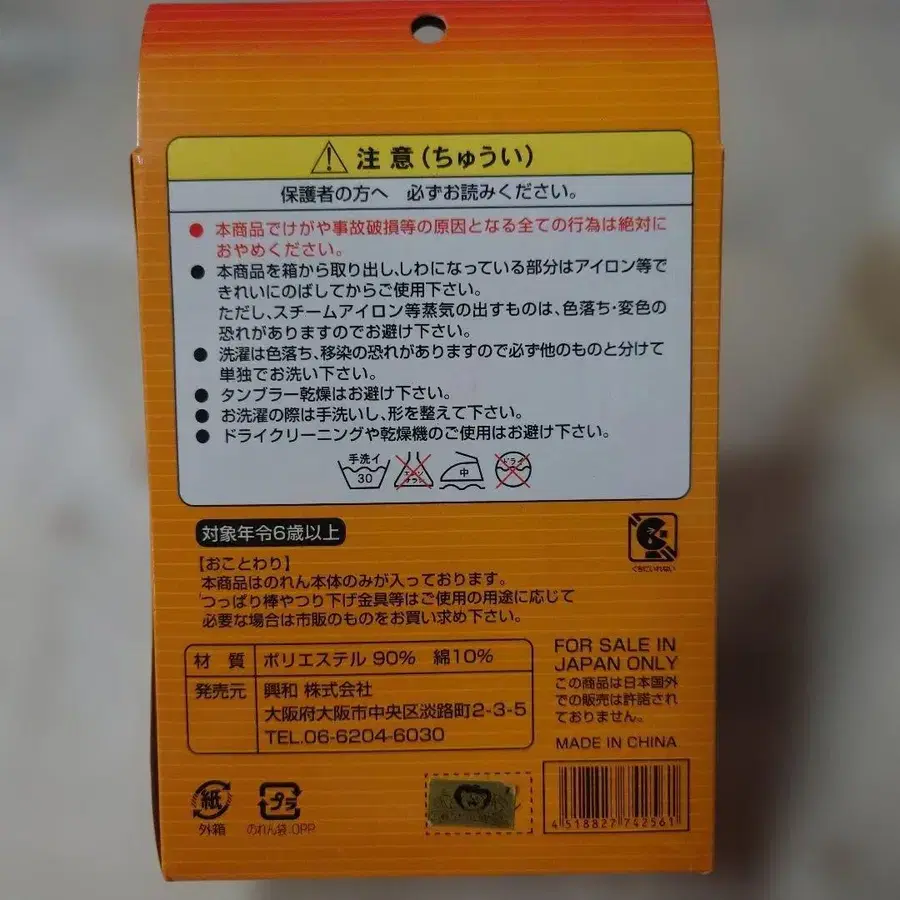 注意(ちゅうい)
保護者の方へ 必ずお読みください。
● 本商品でけがや事故破損等の原因となる全ての行為は絶対に
おやめください。
● 本商品を箱から取り出し、しわになっている部分はアイロン等で
きれいにのばしてからご使用下さい。
ただし、スチームアイロン等蒸気の出すものは、色落ち・変色の
恐れがありますのでお避け下さい。
● 洗濯は色落ち、移染の恐れがありますので必ず他のものと分けて
単独でお洗い下さい。
● タンブラー乾燥はお避け下さい。
● お洗濯の際は手洗いし、形を整えて下さい。
● ドライクリーニングや乾燥機のご使用はお避け下さい。
手洗イ
30
エンソ
サラシ
中
ドライ
対象年令6歳以上
くちにいれない
【おことわり】
本商品はのれん本体のみが入っております。
つっぱり棒やつり下げ金具等はご使用の用途に応じて
必要な場合は市販のものをお買い求め下さい。
材 質 ポリエステル 90% 綿10%
発売元 興和 株式会社
大阪府大阪市中央区淡路町2-3-5
TEL.06-6204-6030
FOR SALE IN
JAPAN ONLY
この商品は日本国外
での販売は許諾され
ておりません。
MADE IN CHINA
紙
外箱
プラ
のれん袋:OPP
4 518827 742561